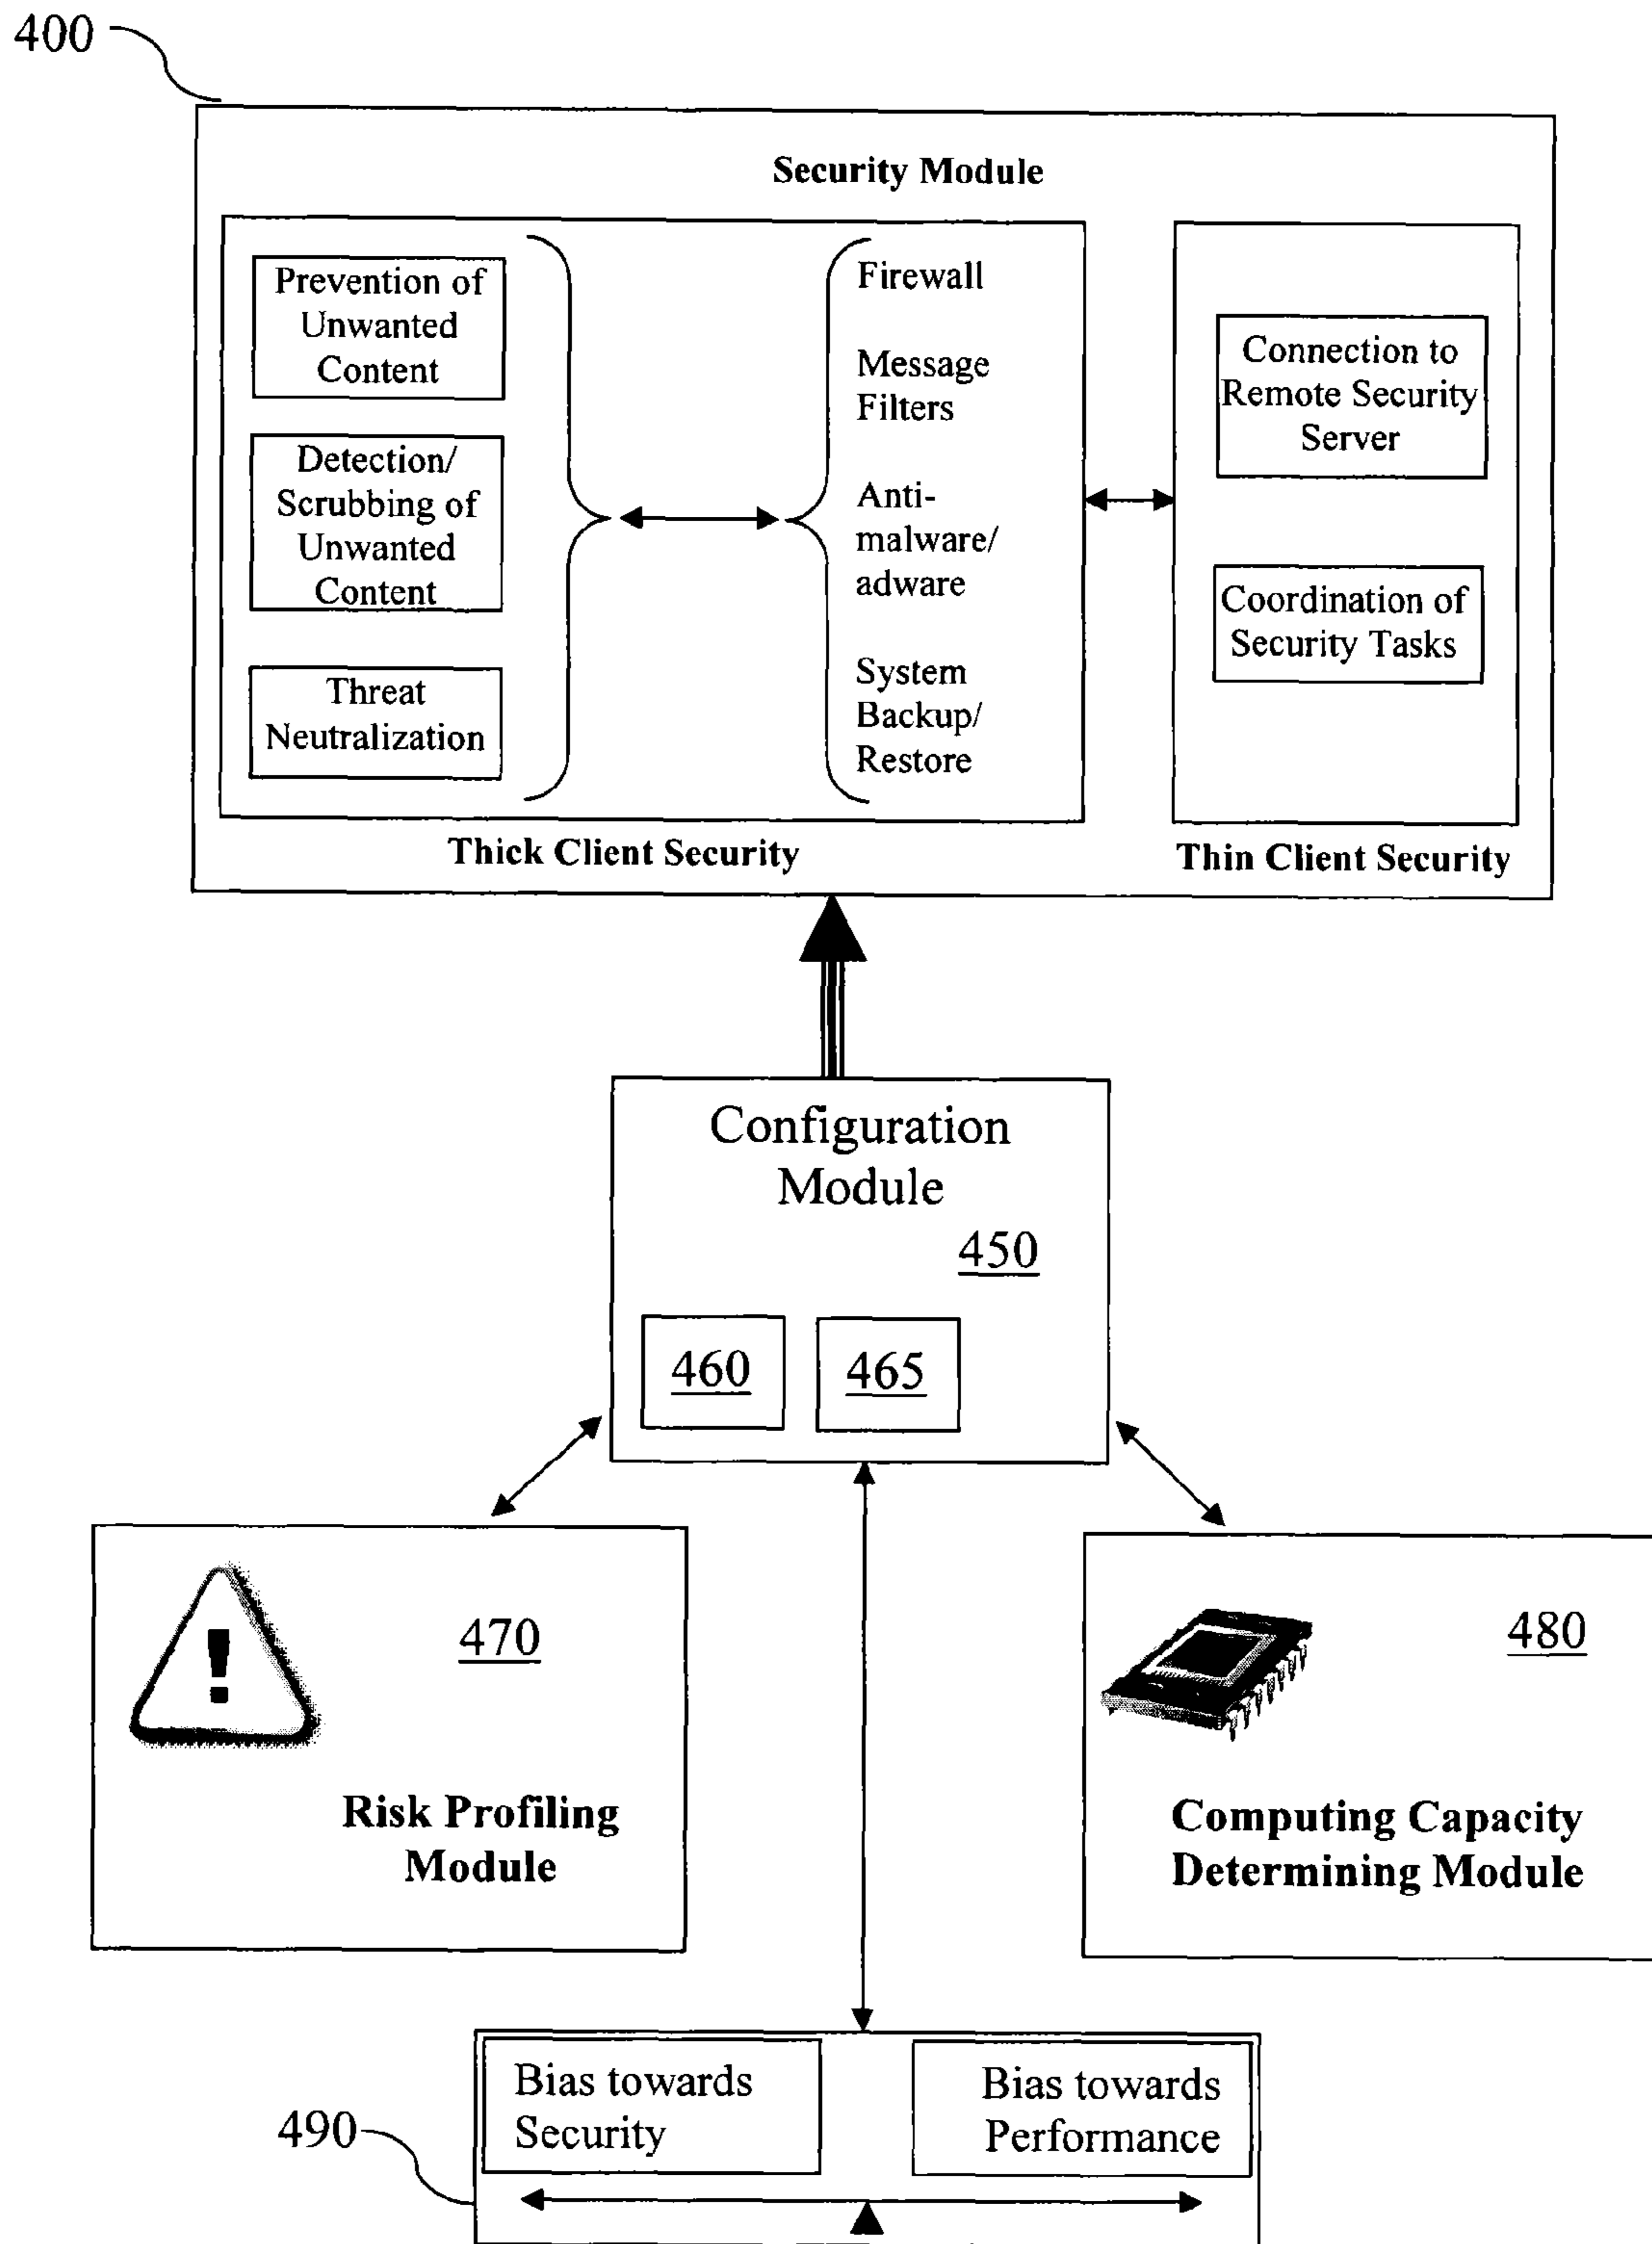 400
Security Module
Prevention of
Unwanted
Content
Detection/
Scrubbing of
Unwanted
Content
Threat
Neutralization
Firewall
Message
Filters
Anti-
malware/
adware
System
Backup/
Restore
Thick Client Security
Connection to
Remote Security
Server
Coordination of
Security Tasks
Thin Client Security
Configuration
Module
450
460
465
470
Risk Profiling
Module
480
Computing Capacity
Determining Module
Bias towards
Security
Bias towards
Performance
490